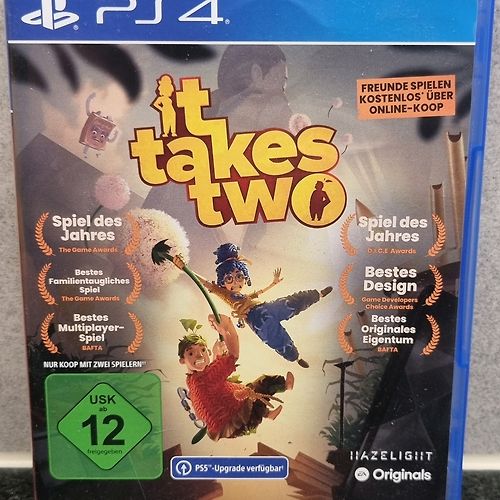 PS4
it
takes
two
FREUNDE SPIELEN
KOSTENLOS* ÜBER
ONLINE-KOOP
Spiel des
Jahres
The Game Awards
Bestes
Familientaugliches
Spiel
The Game Awards
Bestes
Multiplayer-
Spiel
BAFTA
Spiel des
Jahres
D.I.C.E Awards
Bestes
Design
Game Developers
Choice Awards
Bestes
Originales
Eigentum
BAFTA
NUR KOOP MIT ZWEI SPIELERN**
USK
ab
12
freigegeben
PS5™-Upgrade verfügbar¹
HAZELIGHT
EA Originals